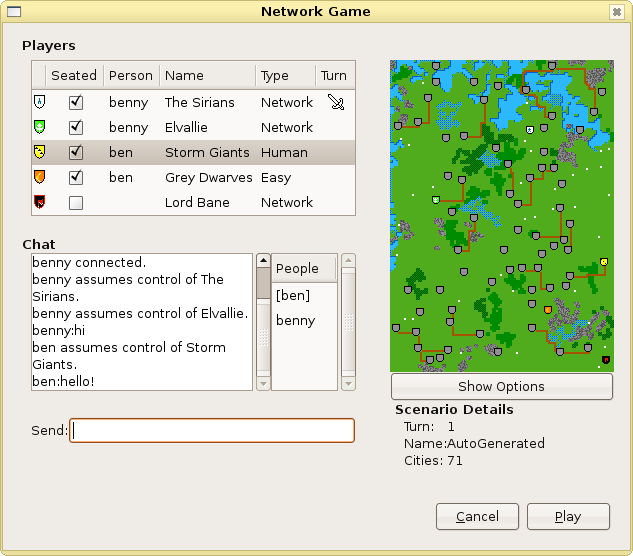 Network Game
Players
Seated Person Name Type Turn
benny The Sirians Network
benny Elvallie Network
ben Storm Giants Human
ben Grey Dwarves Easy
Lord Bane Network
Chat
benny connected.
benny assumes control of The
Sirians.
benny assumes control of Elvallie.
benny:hi
ben assumes control of Storm
Giants.
ben:hello!
People
[ben]
benny
Send:
Show Options
Scenario Details
Turn: 1
Name:AutoGenerated
Cities: 71
Cancel
Play